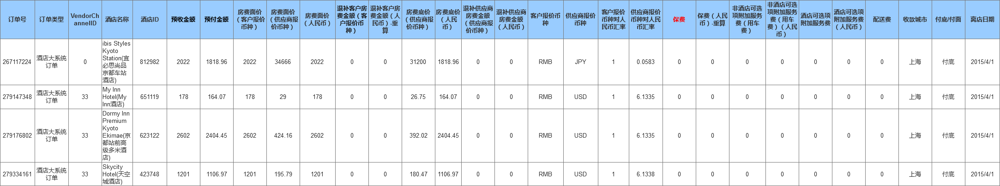 订单号 订单类型 VendorChannelID 酒店名称 酒店ID 预收金额 预付金额 房费面价（客户报价币种） 房费面价（供应商报价币种） 房费面价（人民币） 退补客户房费金额（客户报价币种） 退补客户房费金额（人民币）-重算 房费底价（供应商报价币种） 房费底价（人民币） 退补供应商房费金额（供应商报价币种） 退补供应商房费金额（人民币） 客户报价币种 供应商报价币种 客户报价币种对人民币汇率 供应商报价币种对人民币汇率 保费 保费（人民币）-重算 非酒店可选项附加服务费（用车费） 非酒店可选项附加服务费（用车费）（人民币） 酒店可选项附加服务费 酒店可选项附加服务费（人民币） 配送费 收款城市 付底/付面 离店日期
267117224 酒店大系统订单 0 ibis Styles Kyoto Station(宜必思尚品京都车站酒店) 812982 2022 1818.96 2022 34666 2022 0 0 31200 1818.96 0 0 RMB JPY 1 0.0583 0 0 0 0 0 0 0 上海 付底 2015/4/1
279147348 酒店大系统订单 33 My Inn Hotel(My Inn酒店) 651119 178 164.07 178 29 178 0 0 26.75 164.07 0 0 RMB USD 1 6.1335 0 0 0 0 0 0 0 上海 付底 2015/4/1
279176802 酒店大系统订单 33 Dormy Inn Premium Kyoto Ekimae(京都站前高级多米酒店) 623122 2602 2404.45 2602 424.16 2602 0 0 392.02 2404.45 0 0 RMB USD 1 6.1335 0 0 0 0 0 0 0 上海 付底 2015/4/1
279334161 酒店大系统订单 33 Skycity Hotel(天空城酒店) 423748 1201 1106.97 1201 195.79 1201 0 0 180.47 1106.97 0 0 RMB USD 1 6.1338 0 0 0 0 0 0 0 上海 付底 2015/4/1